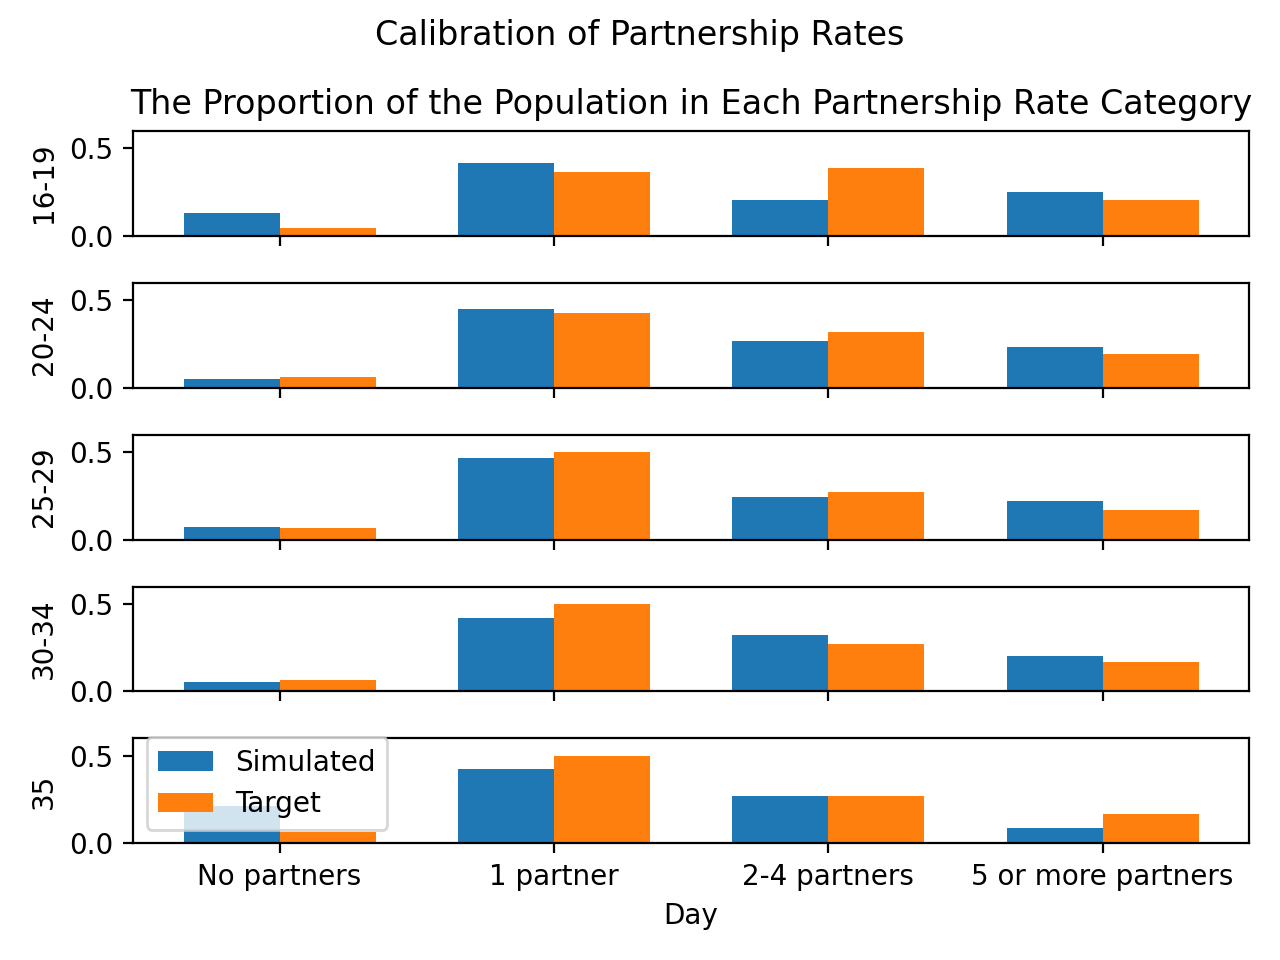 Calibration of Partnership Rates
The Proportion of the Population in Each Partnership Rate Category
16-19
0.5
0.0
20-24
0.5
0.0
25-29
0.5
0.0
30-34
0.5
0.0
35
0.5
0.0
Simulated
Target
No partners
1 partner
2-4 partners
5 or more partners
Day